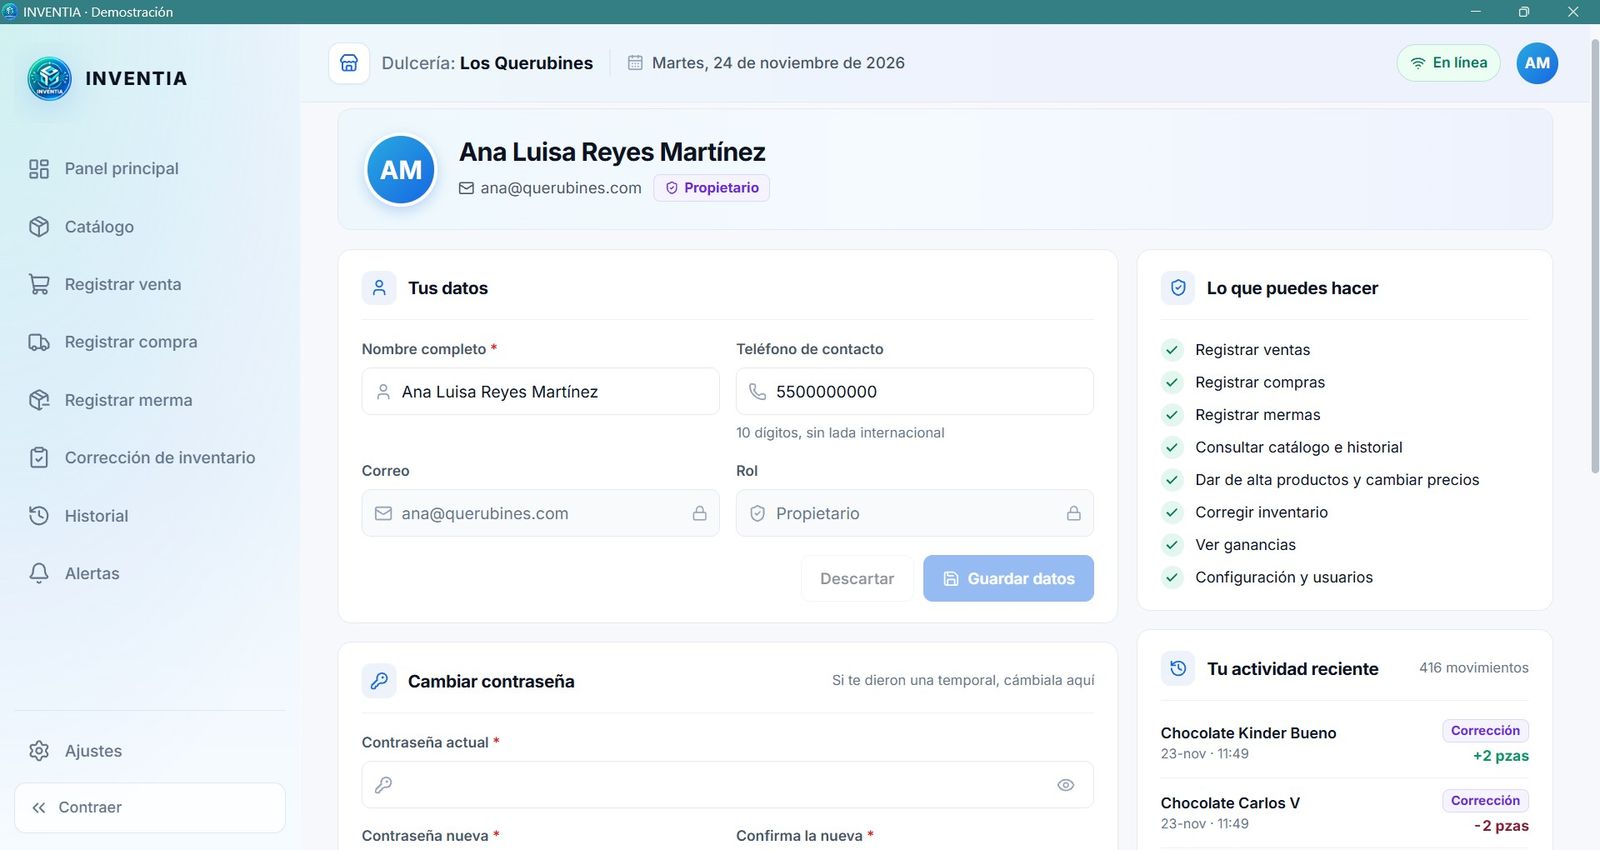 INVENTIA · Demostración
INVENTIA
INVENTIA
Dulcería: Los Querubines
Martes, 24 de noviembre de 2026
En línea
AM
Panel principal
Catálogo
Registrar venta
Registrar compra
Registrar merma
Corrección de inventario
Historial
Alertas
Ajustes
Contraer
AM
Ana Luisa Reyes Martínez
ana@querubines.com
Propietario
Tus datos
Nombre completo *
Ana Luisa Reyes Martínez
Teléfono de contacto
5500000000
10 dígitos, sin lada internacional
Correo
ana@querubines.com
Rol
Propietario
Descartar
Guardar datos
Cambiar contraseña
Si te dieron una temporal, cámbiala aquí
Contraseña actual *
Contraseña nueva *
Confirma la nueva *
Lo que puedes hacer
Registrar ventas
Registrar compras
Registrar mermas
Consultar catálogo e historial
Dar de alta productos y cambiar precios
Corregir inventario
Ver ganancias
Configuración y usuarios
Tu actividad reciente
416 movimientos
Chocolate Kinder Bueno
Corrección
23-nov · 11:49
+2 pzas
Chocolate Carlos V
Corrección
23-nov · 11:49
-2 pzas